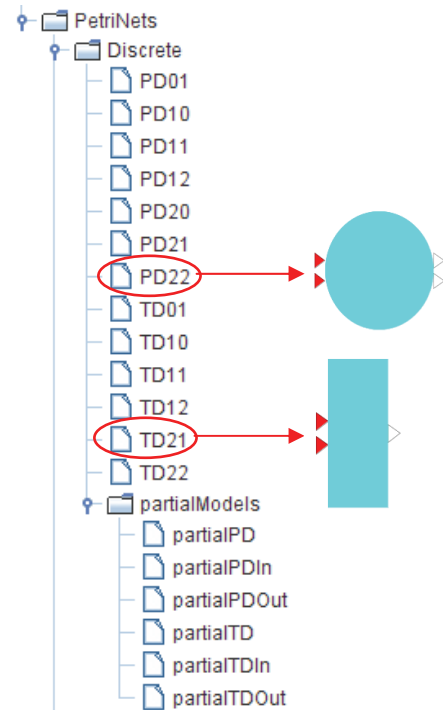 PetriNets
Discrete
PD01
PD10
PD11
PD12
PD20
PD21
PD22
TD01
TD10
TD11
TD12
TD21
TD22
partialModels
partialPD
partialPDIn
partialPDOut
partialTD
partialTDIn
partialTDOut